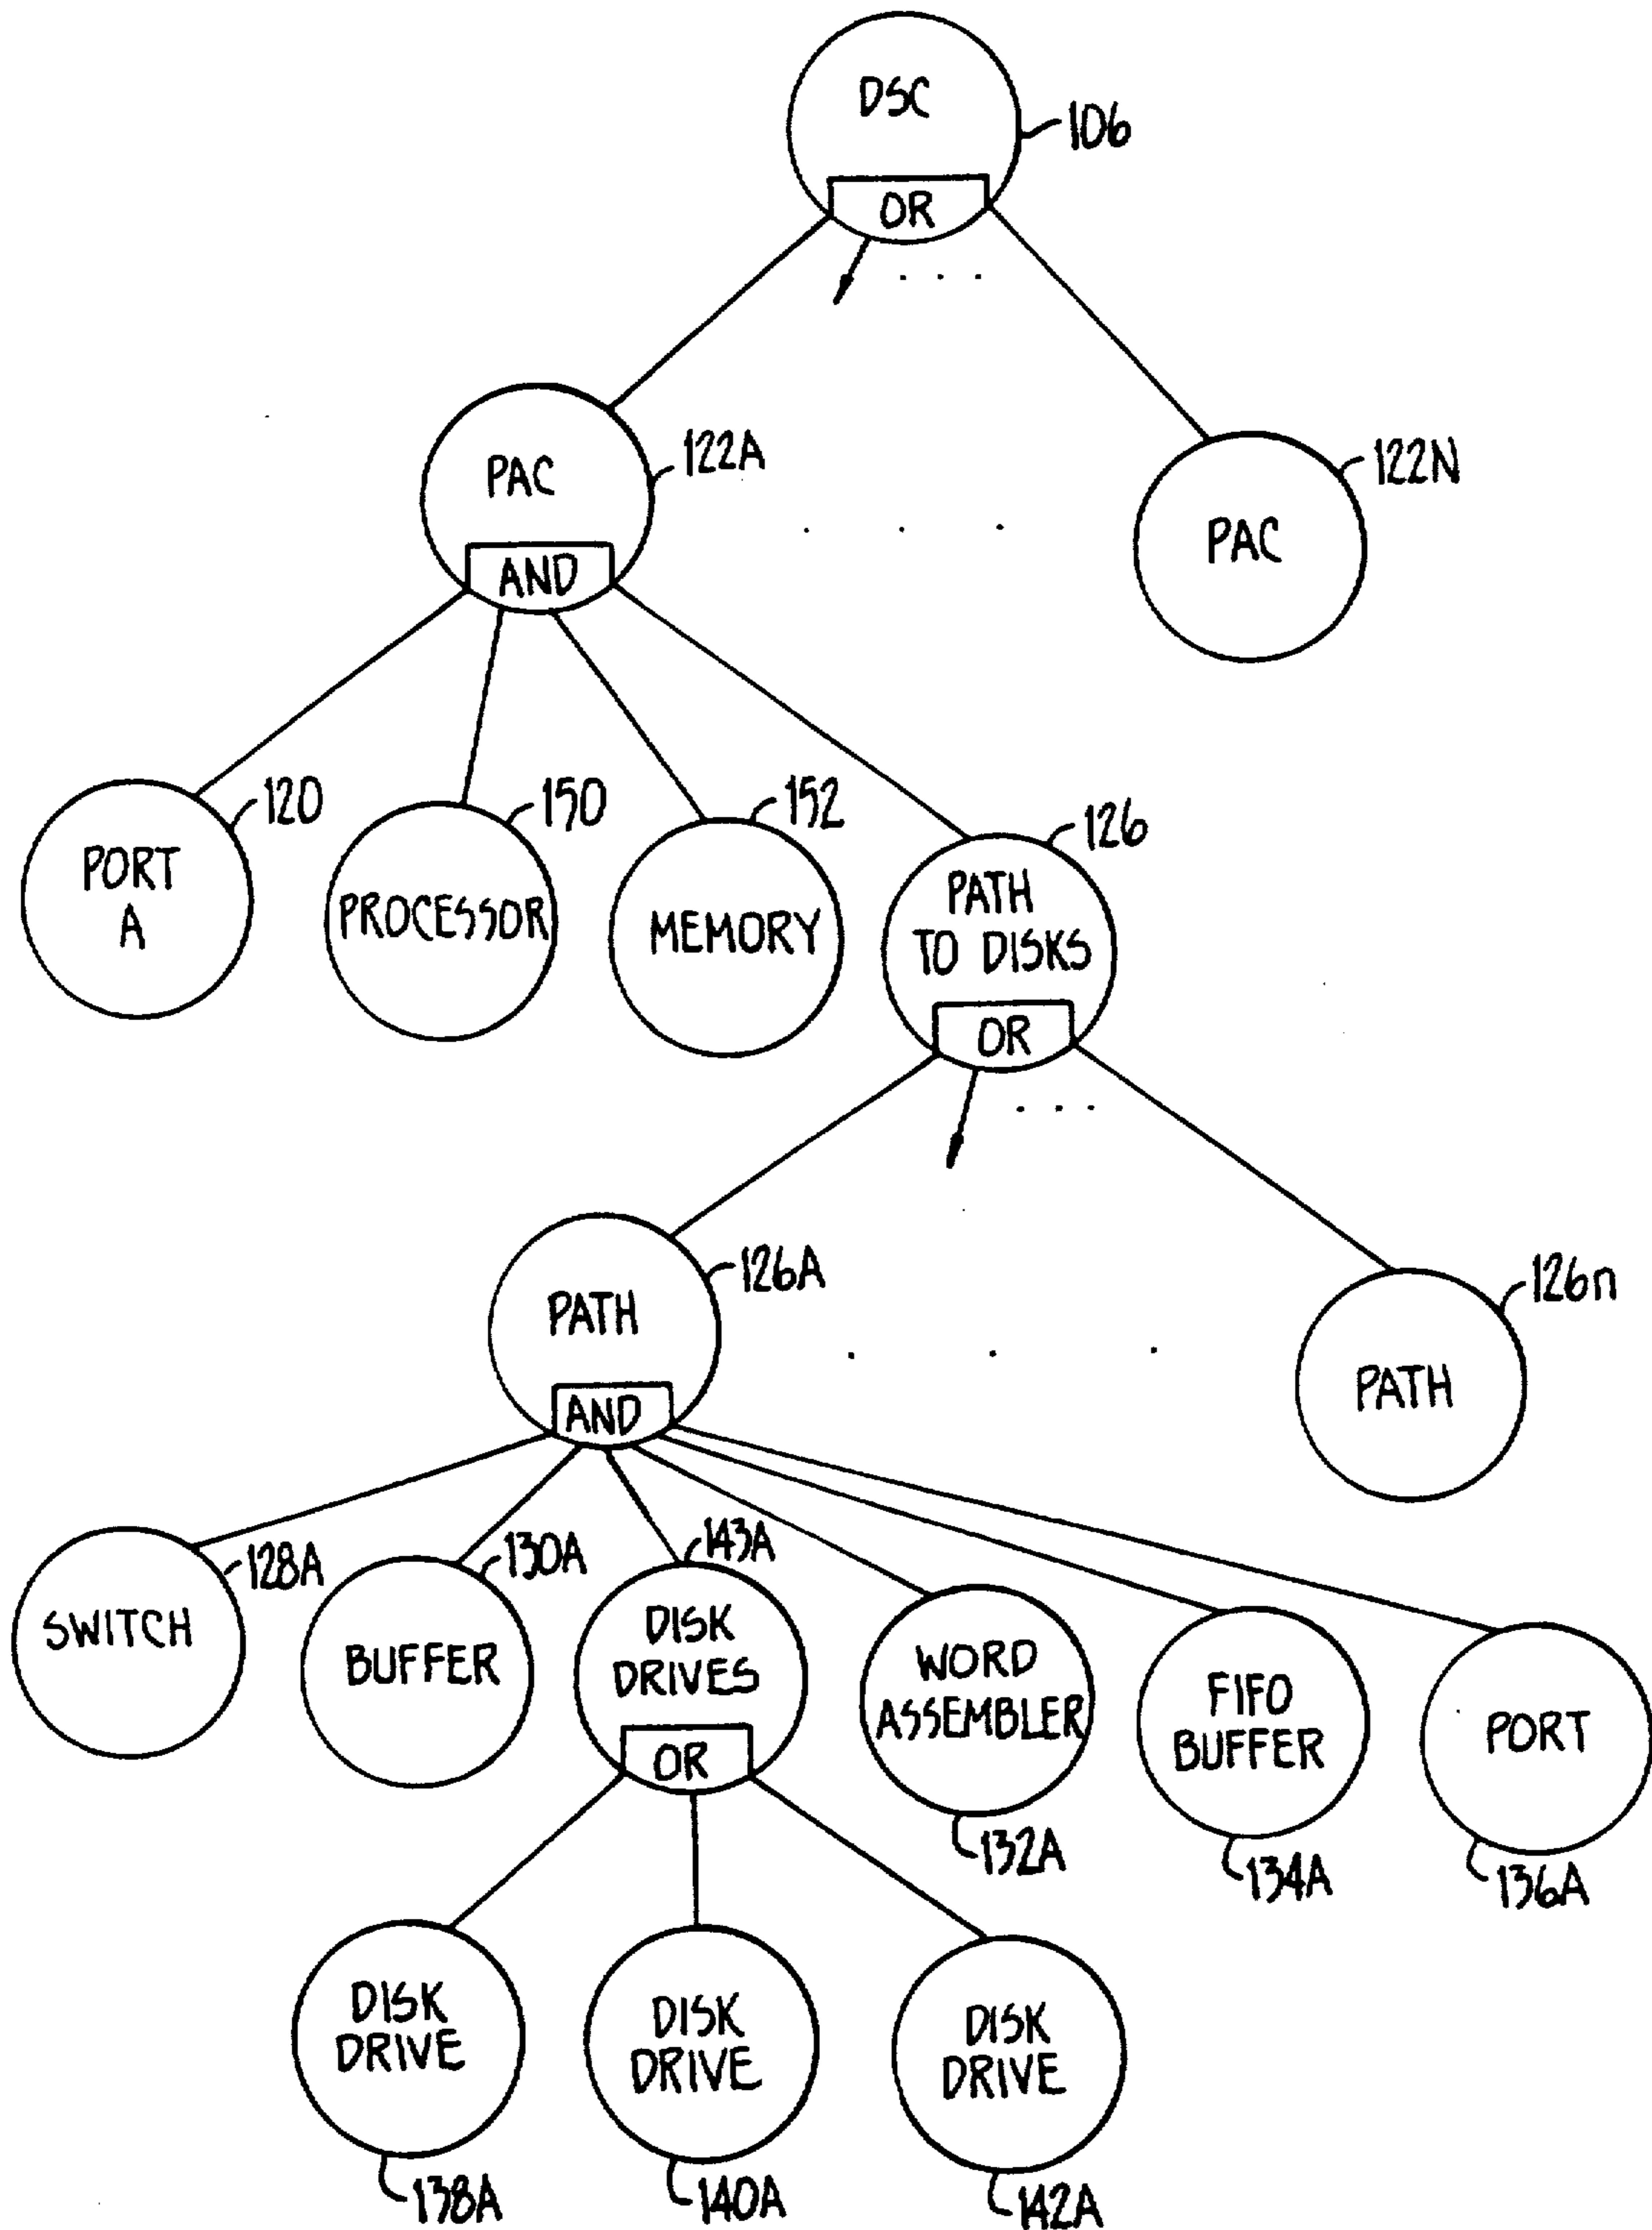 DSC
OR
106
PAC
AND
122A
PAC
122N
PORT
A
120
PROCESSOR
150
MEMORY
152
PATH
TO DISKS
OR
126
PATH
AND
126A
PATH
126n
SWITCH
128A
BUFFER
130A
DISK
DRIVES
OR
143A
WORD
ASSEMBLER
132A
FIFO
BUFFER
134A
PORT
136A
DISK
DRIVE
138A
DISK
DRIVE
140A
DISK
DRIVE
142A